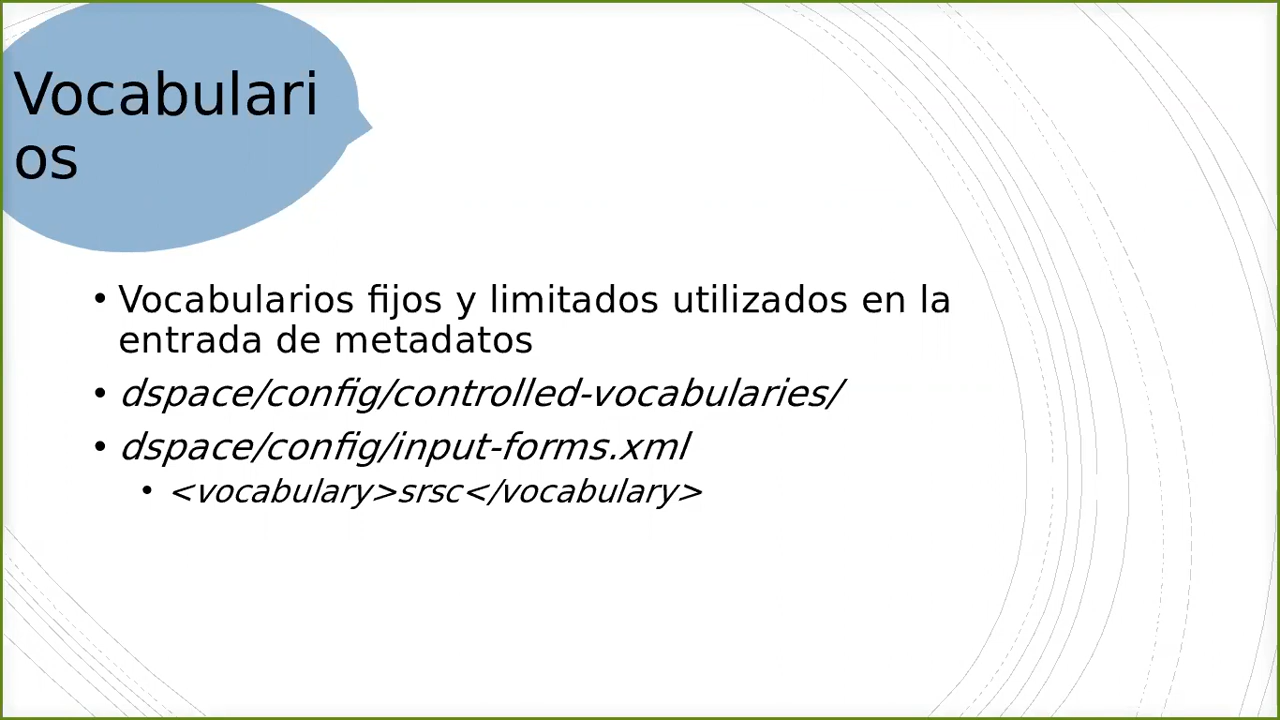 Vocabulari
os
• Vocabularios fijos y limitados utilizados en la
entrada de metadatos
• dspace/config/controlled-vocabularies/
• dspace/config/input-forms.xml
• <vocabulary>srsc</vocabulary>